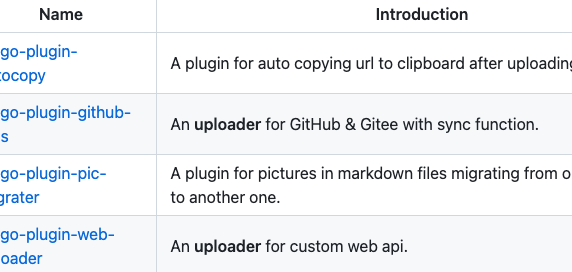 Name Introduction
go-plugin-
tocopy
A plugin for auto copying url to clipboard after uploading
go-plugin-github-
s
An uploader for GitHub & Gitee with sync function.
go-plugin-pic-
grater
A plugin for pictures in markdown files migrating from o
to another one.
go-plugin-web-
oader
An uploader for custom web api.